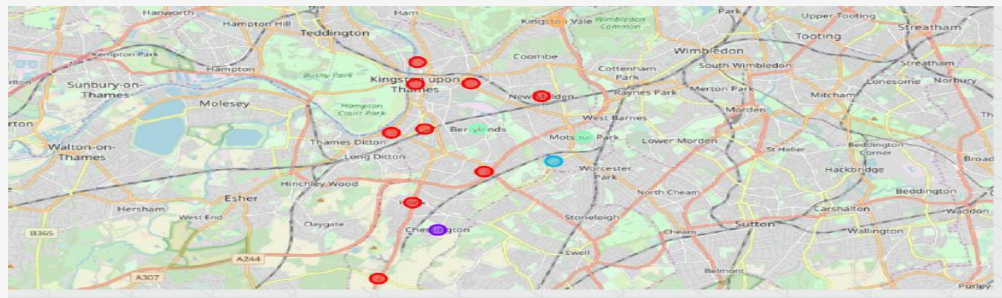 Hanworth
Hampton Hill
Ham
Teddington
Kingston Vale
Wimbledon
Common
Park
Upper-Tooting
Tooting
Streatham
Kempton Park
Hampton
Bushy Park
Coombe
Wimbledon
South Wimbledon
Streatham
Sunbury-on-
Thames
Molesey
Kingston upon
Thames
Cottenham
Park
Raynes Park
Merton Park
Mitcham
Lonesome
Norbury
Hampton
Court Park
New Malden
Morden
West Barnes
Walton-on-
Thames
Thames Ditton
Berrylands
Motspur Park
Lower Morden
St Helier
Beddington
Corner
Long Ditton
Worcester
Park
Hackbridge
Broad
Hinchley Wood
North Cheam
Beddington
Hersham
Esher
West End
Claygate
Stoneleigh
Cheam
Sutton
Carshalton
Wallington
Waddon
B365
Chessington
Ewell
A244
A307
Belmont
Purley